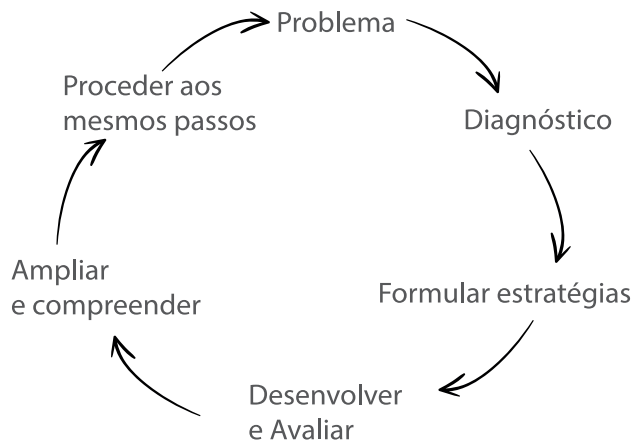 Problema
Diagnóstico
Formular estratégias
Desenvolver
e Avaliar
Ampliar
e compreender
Proceder aos
mesmos passos